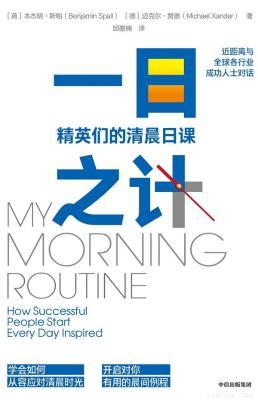 ［英］本杰明·斯帕（Benjamin Spall）　［德］迈克尔·赞德（Michael Xander）　著
邱墨楠　译
近距离与
全球各行业
成功人士对话
一日
精英们的清晨日课
之计
MY
MORNING
ROUTINE
How Successful
People Start
Every Day Inspired
学会如何
从容应对清晨时光
开启对你
有用的晨间例程
中信出版集团